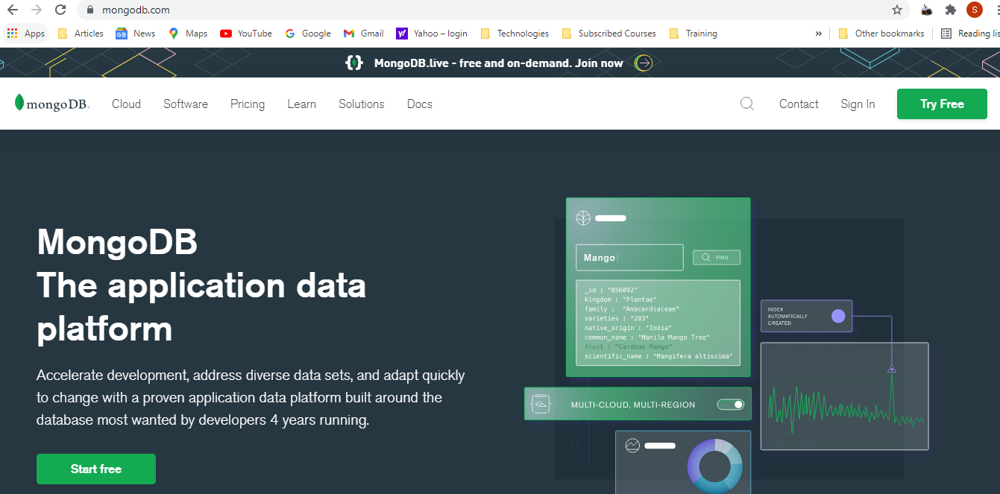 mongodb.com
S
Apps Articles News Maps YouTube Google Gmail Yahoo – login Technologies Subscribed Courses Training » Other bookmarks Reading lis
MongoDB.live - free and on-demand. Join now
mongoDB. Cloud Software Pricing Learn Solutions Docs Contact Sign In Try Free
MongoDB
The application data
platform
Accelerate development, address diverse data sets, and adapt quickly
to change with a proven application data platform built around the
database most wanted by developers 4 years running.
Start free
Mango
FIND
_id : "056092"
kingdom : "Plantae"
family : "Anacardiaceae"
varieties : "283"
native_origin : "India"
common_name : "Manila Mango Tree"
fruit : "Carabao Mango"
scientific_name : "Mangifera altissima"
INDEX
AUTOMATICALLY
CREATED
MULTI-CLOUD, MULTI-REGION